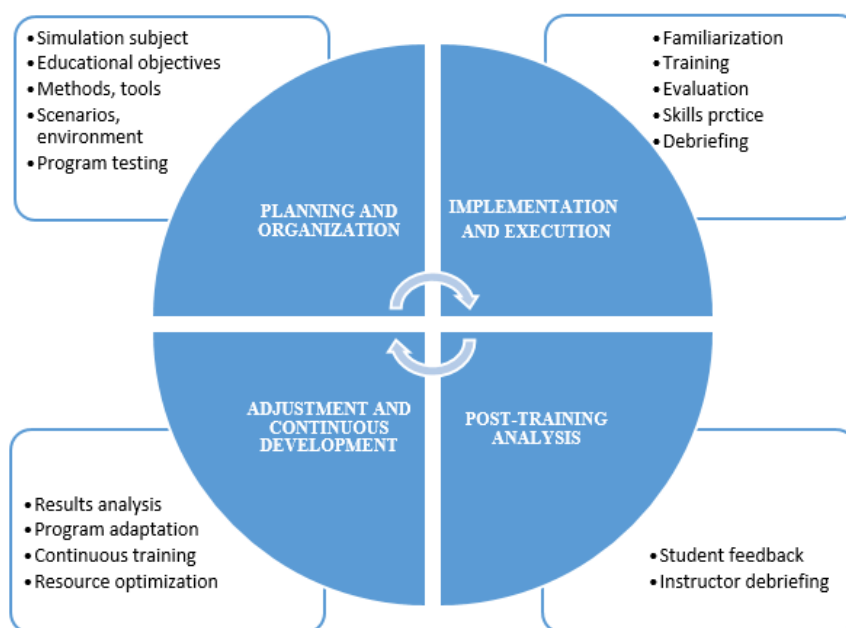 •Simulation subject
•Educational objectives
•Methods, tools
•Scenarios,
environment
•Program testing
•Familiarization
•Training
•Evaluation
•Skills prctice
•Debriefing
PLANNING AND
ORGANIZATION
IMPLEMENTATION
AND EXECUTION
ADJUSTMENT AND
CONTINUOUS
DEVELOPMENT
POST-TRAINING
ANALYSIS
•Results analysis
•Program adaptation
•Continuous training
•Resource optimization
•Student feedback
•Instructor debriefing